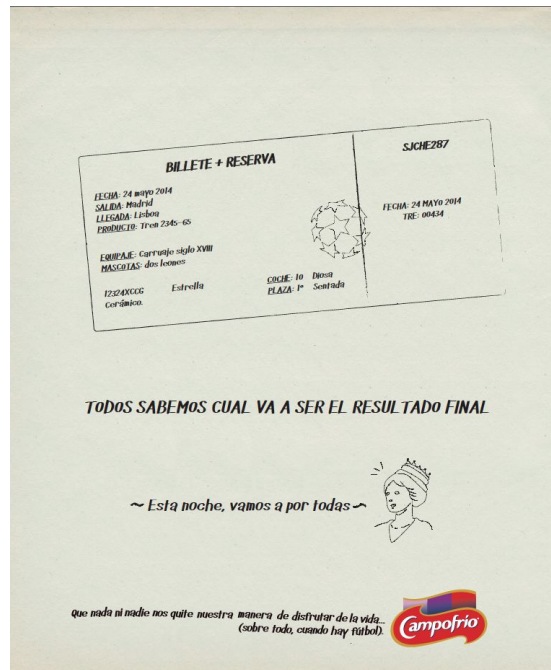 BILLETE + RESERVA
SJCHE287
FECHA: 24 mayo 2014
SALIDA: Madrid
LLEGADA: Lisboa
PRODUCTO: Tren 2345-65
FECHA: 24 MAYO 2014
TRE: 00434
EQUIPAJE: Carruaje siglo XVIII
MASCOTAS: dos leones
12324XCCG Estrella
Cerámico.
COCHE: 10 Diosa
PLAZA: 1ª Sentada
TODOS SABEMOS CUAL VA A SER EL RESULTADO FINAL
~ Esta noche, vamos a por todas ~
Que nada ni nadie nos quite nuestra manera de disfrutar de la vida...
(sobre todo, cuando hay fútbol).
Campofrío